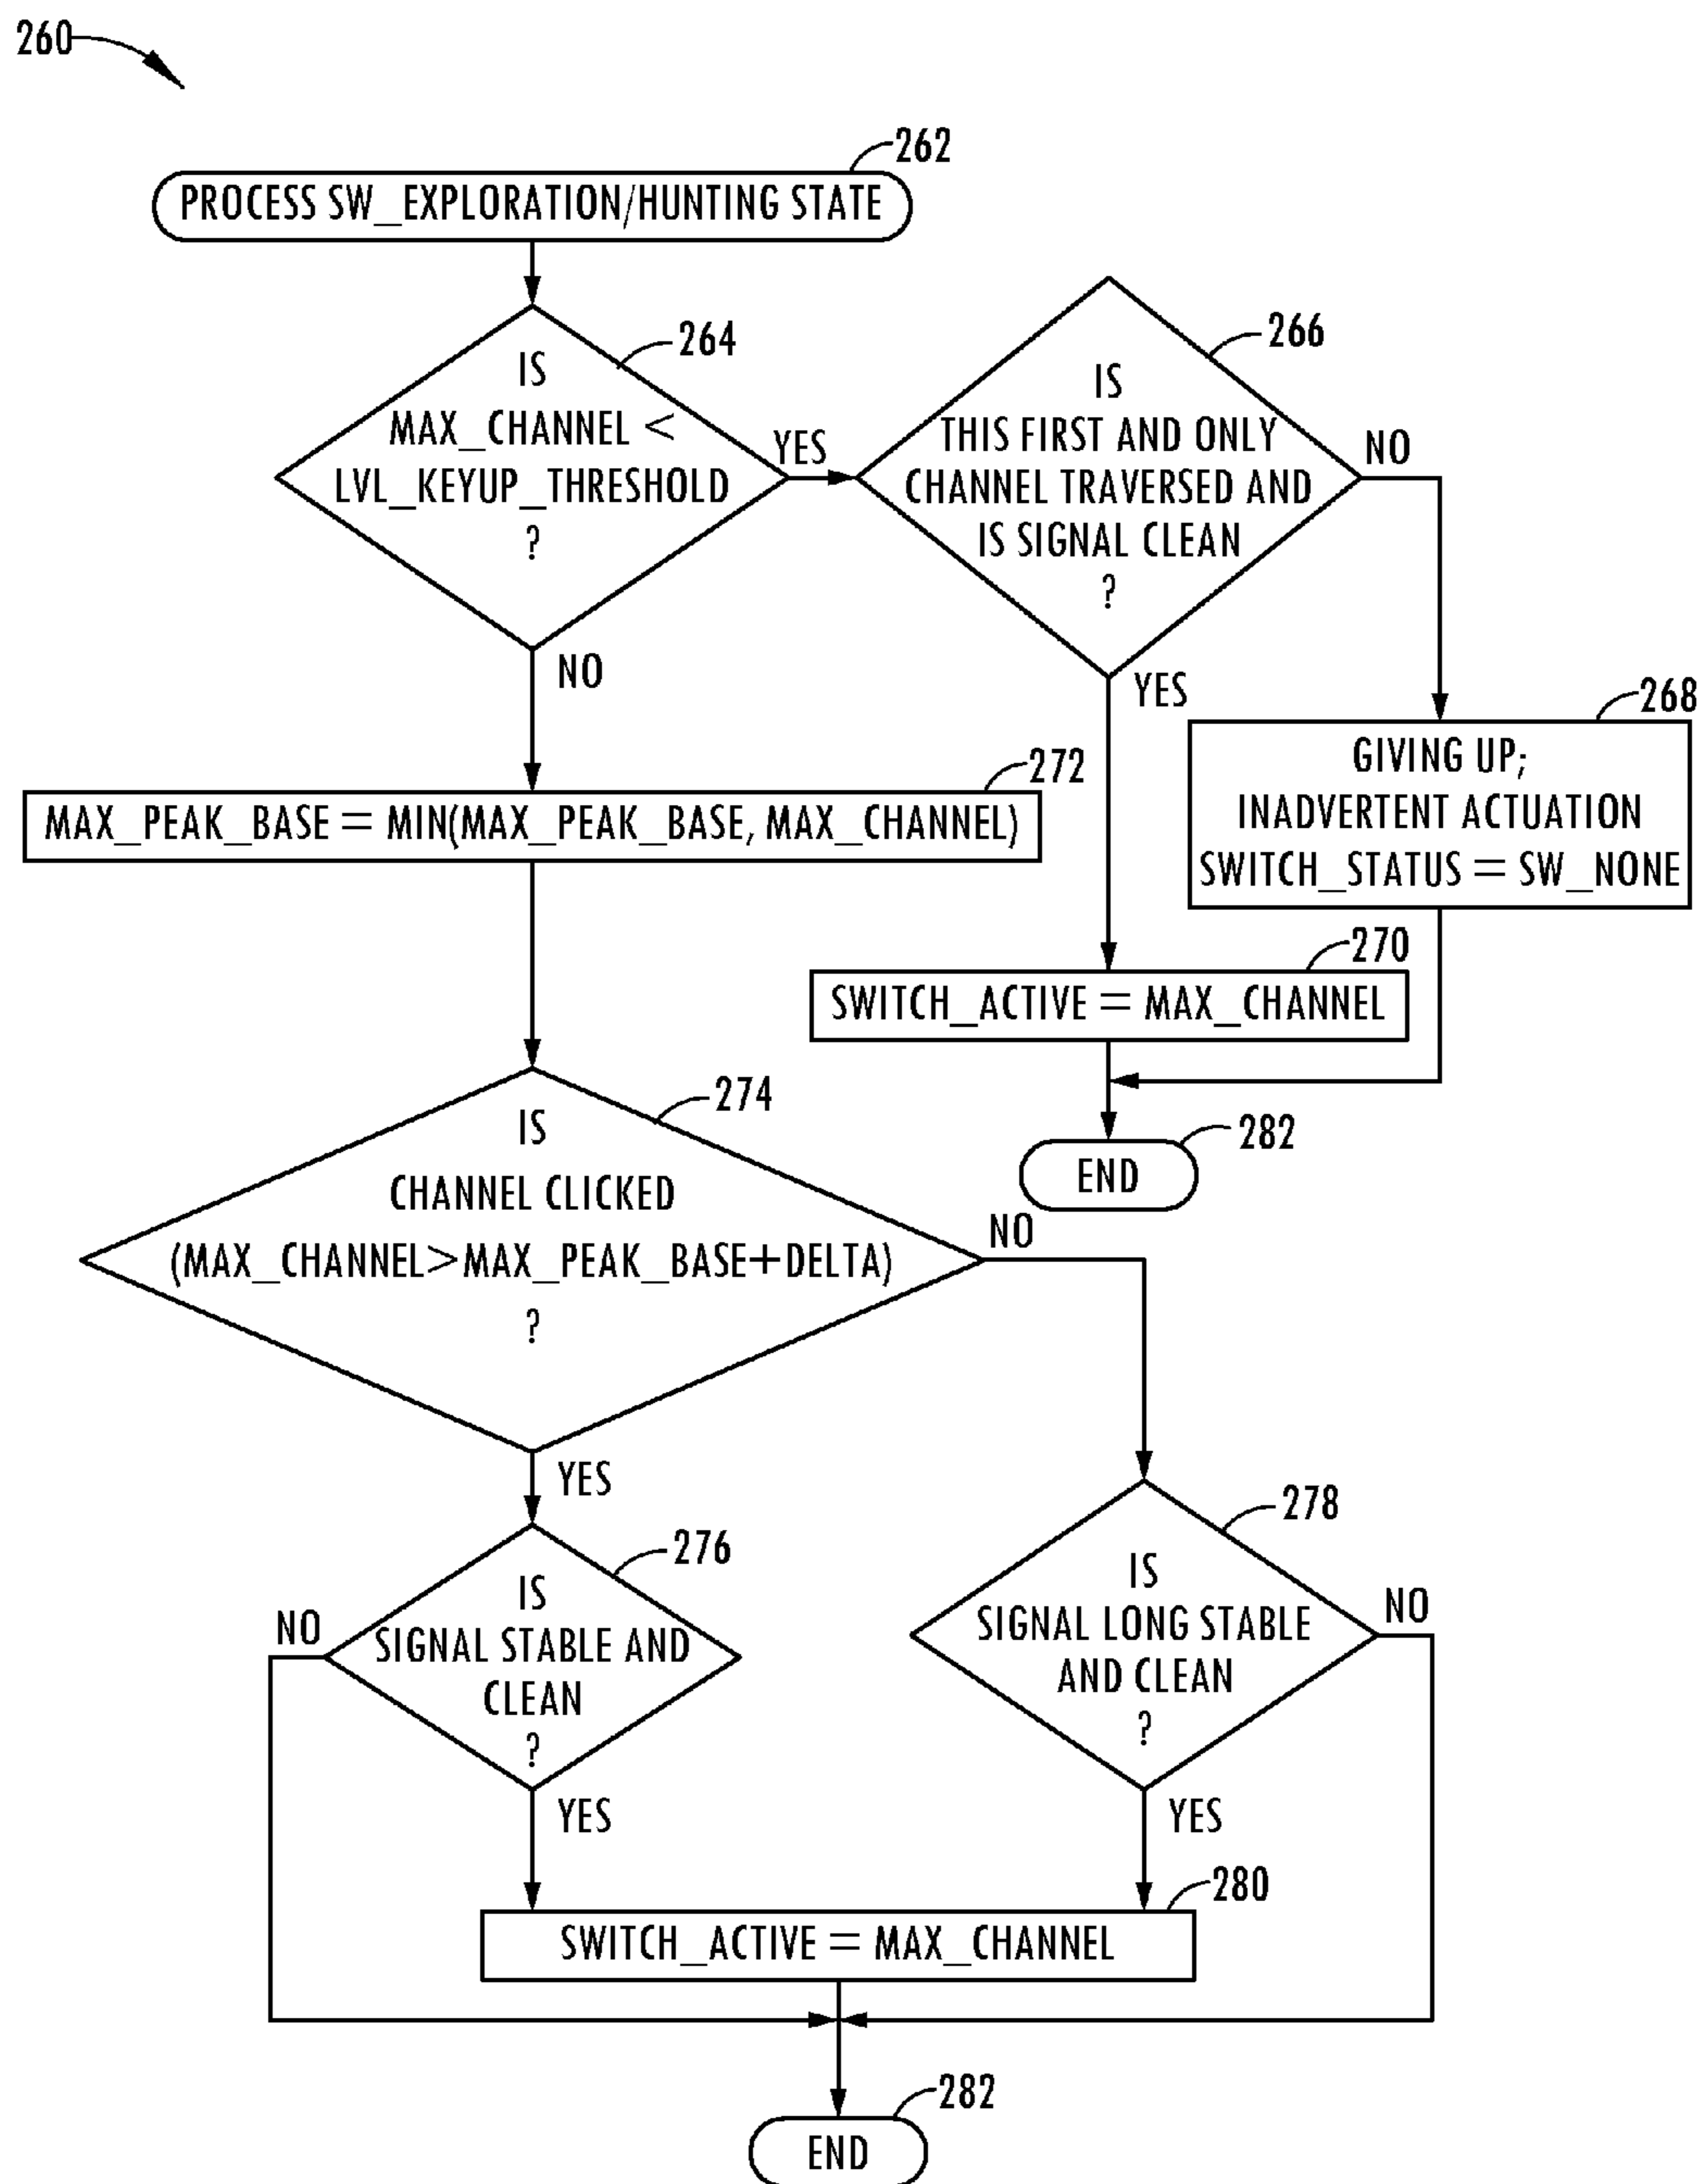 260
262
PROCESS SW_EXPLORATION/HUNTING STATE
264
IS
MAX_CHANNEL <
LVL_KEYUP_THRESHOLD
?
YES
NO
266
IS
THIS FIRST AND ONLY
CHANNEL TRAVERSED AND
IS SIGNAL CLEAN
?
NO
YES
268
GIVING UP;
INADVERTENT ACTUATION
SWITCH_STATUS = SW_NONE
272
MAX_PEAK_BASE = MIN(MAX_PEAK_BASE, MAX_CHANNEL)
270
SWITCH_ACTIVE = MAX_CHANNEL
282
END
274
IS
CHANNEL CLICKED
(MAX_CHANNEL>MAX_PEAK_BASE+DELTA)
?
NO
YES
276
IS
SIGNAL STABLE AND
CLEAN
?
NO
YES
278
IS
SIGNAL LONG STABLE
AND CLEAN
?
NO
YES
280
SWITCH_ACTIVE = MAX_CHANNEL
282
END